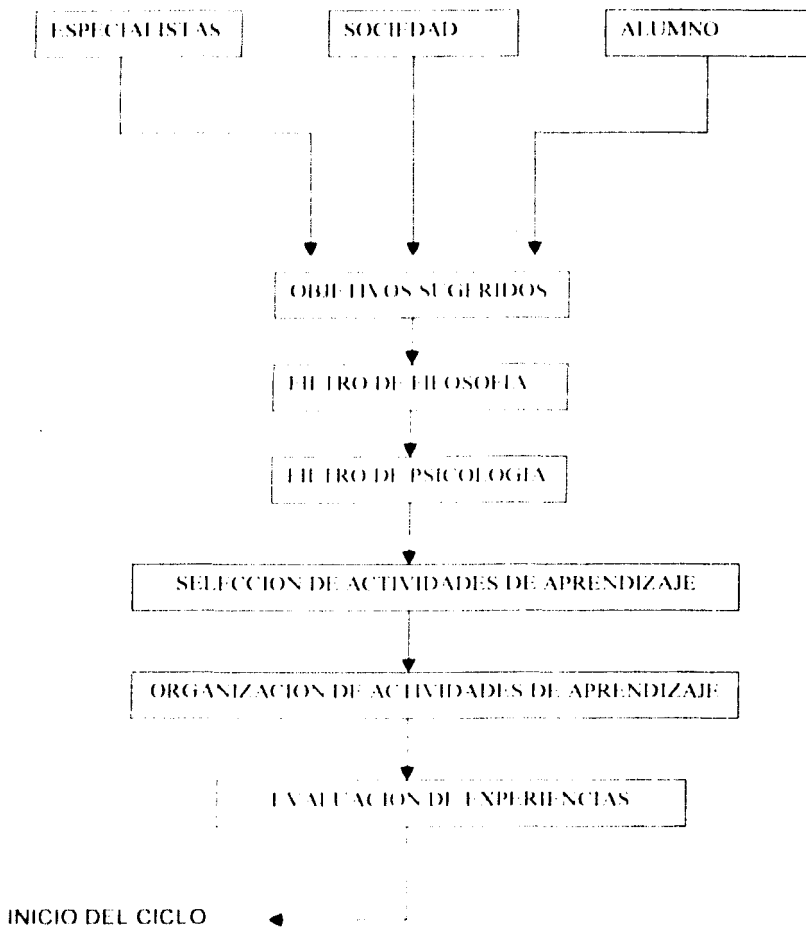 ESPECIALISTAS
SOCIEDAD
ALUMNO
OBJETIVOS SUGERIDOS
FILTRO DE FILOSOFIA
FILTRO DE PSICOLOGIA
SELECCION DE ACTIVIDADES DE APRENDIZAJE
ORGANIZACION DE ACTIVIDADES DE APRENDIZAJE
EVALUACION DE EXPERIENCIAS
INICIO DEL CICLO